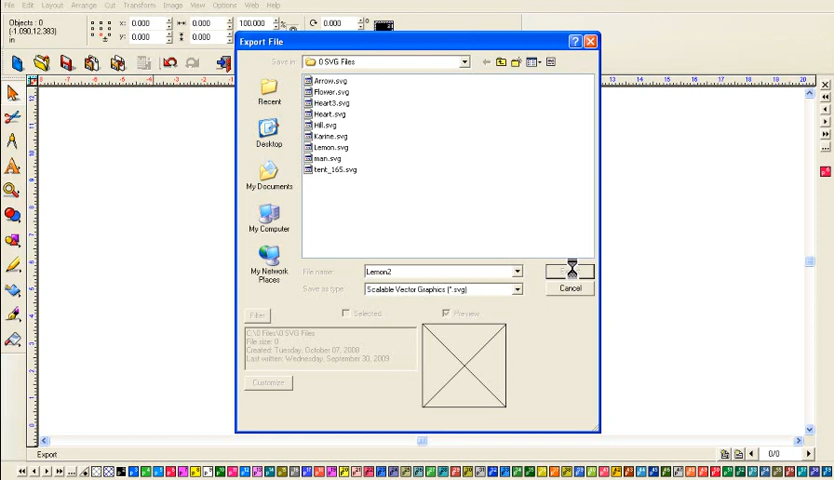 File Edit View Arrange Cut Transform Image View Options Web Help
Objects : 0
(-1.090,12.383)
in
x: 0.000
y: 0.000
0.000
0.000
100.000
%
0.000
Export File
Save in:
0 SVG Files
Recent
Desktop
My Documents
My Computer
My Network Places
Arrow.svg
Flower.svg
Heart3.svg
Heart.svg
Hill.svg
Karine.svg
Lemon.svg
man.svg
tent_165.svg
File name:
Lemon2
Save as type:
Scalable Vector Graphics (*.svg)
Cancel
Filter
Selected
Preview
C:\0 Files\0 SVG Files
File size: 0
Created: Tuesday, October 07, 2008
Last written: Wednesday, September 30, 2009
Customize
Export
0/0